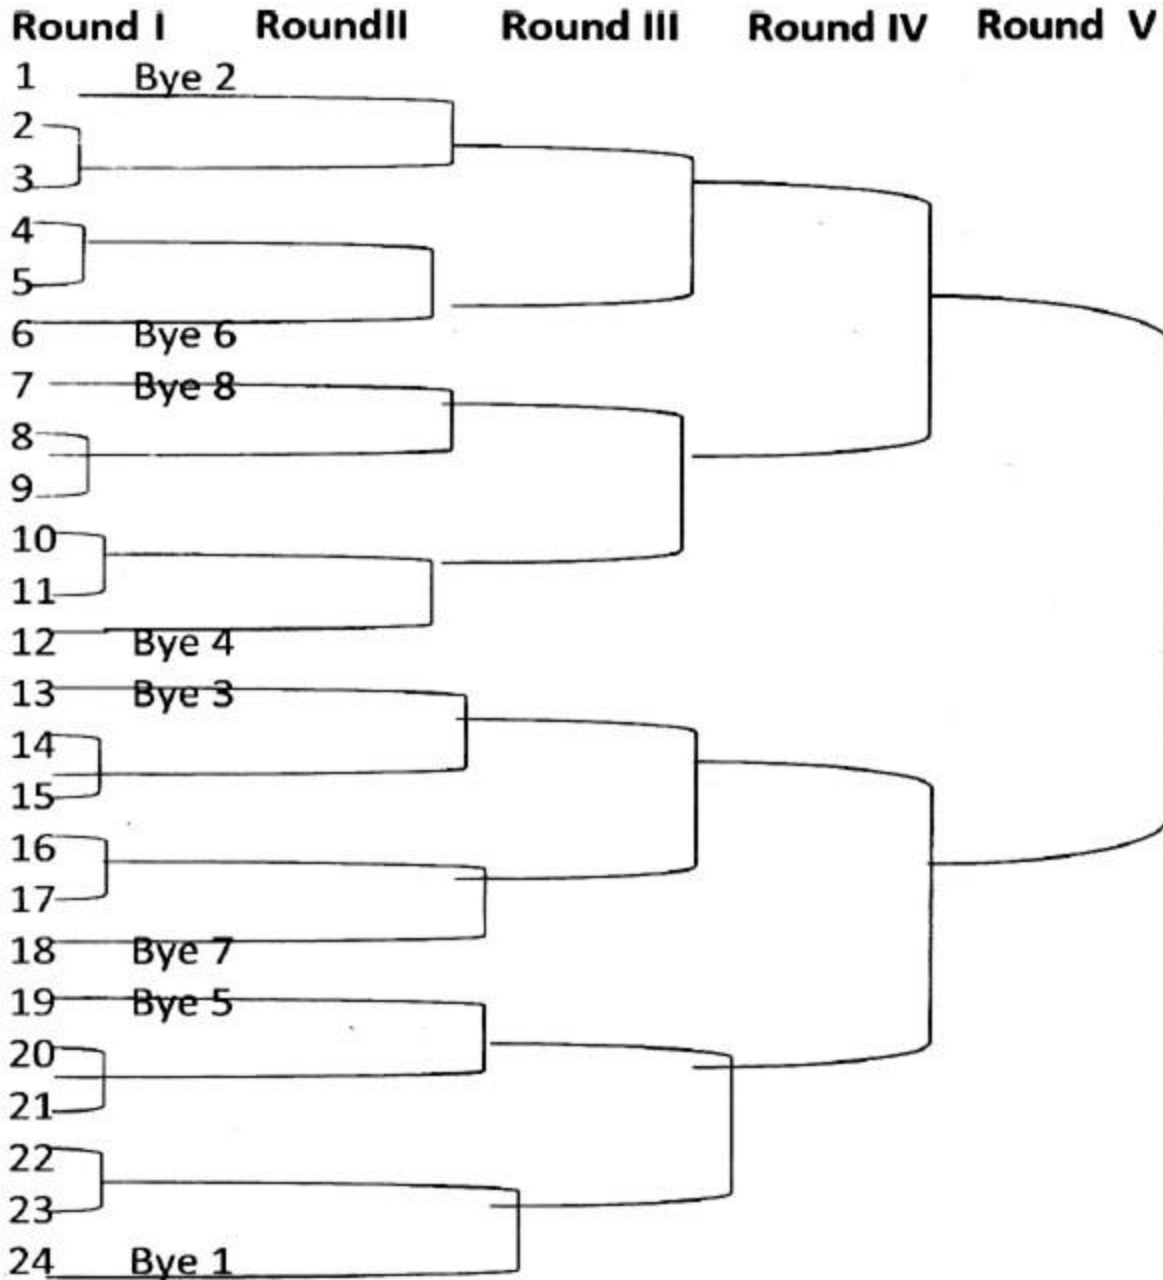 Round I RoundII Round III Round IV Round V
1 Bye 2
2
3
4
5
6 Bye 6
7 Bye 8
8
9
10
11
12 Bye 4
13 Bye 3
14
15
16
17
18 Bye 7
19 Bye 5
20
21
22
23
24 Bye 1